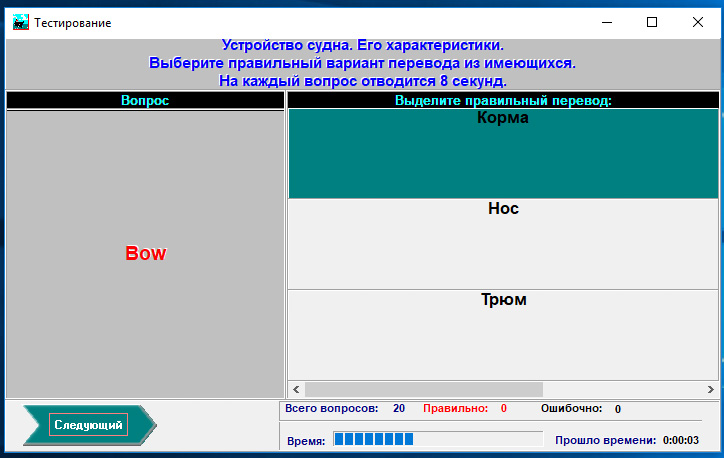 Тестирование
Устройство судна. Его характеристики.
Выберите правильный вариант перевода из имеющихся.
На каждый вопрос отводится 8 секунд.
Вопрос
Выделите правильный перевод:
Bow
Корма
Нос
Трюм
Следующий
Всего вопросов: 20 Правильно: 0 Ошибочно: 0
Время: Прошло времени: 0:00:03